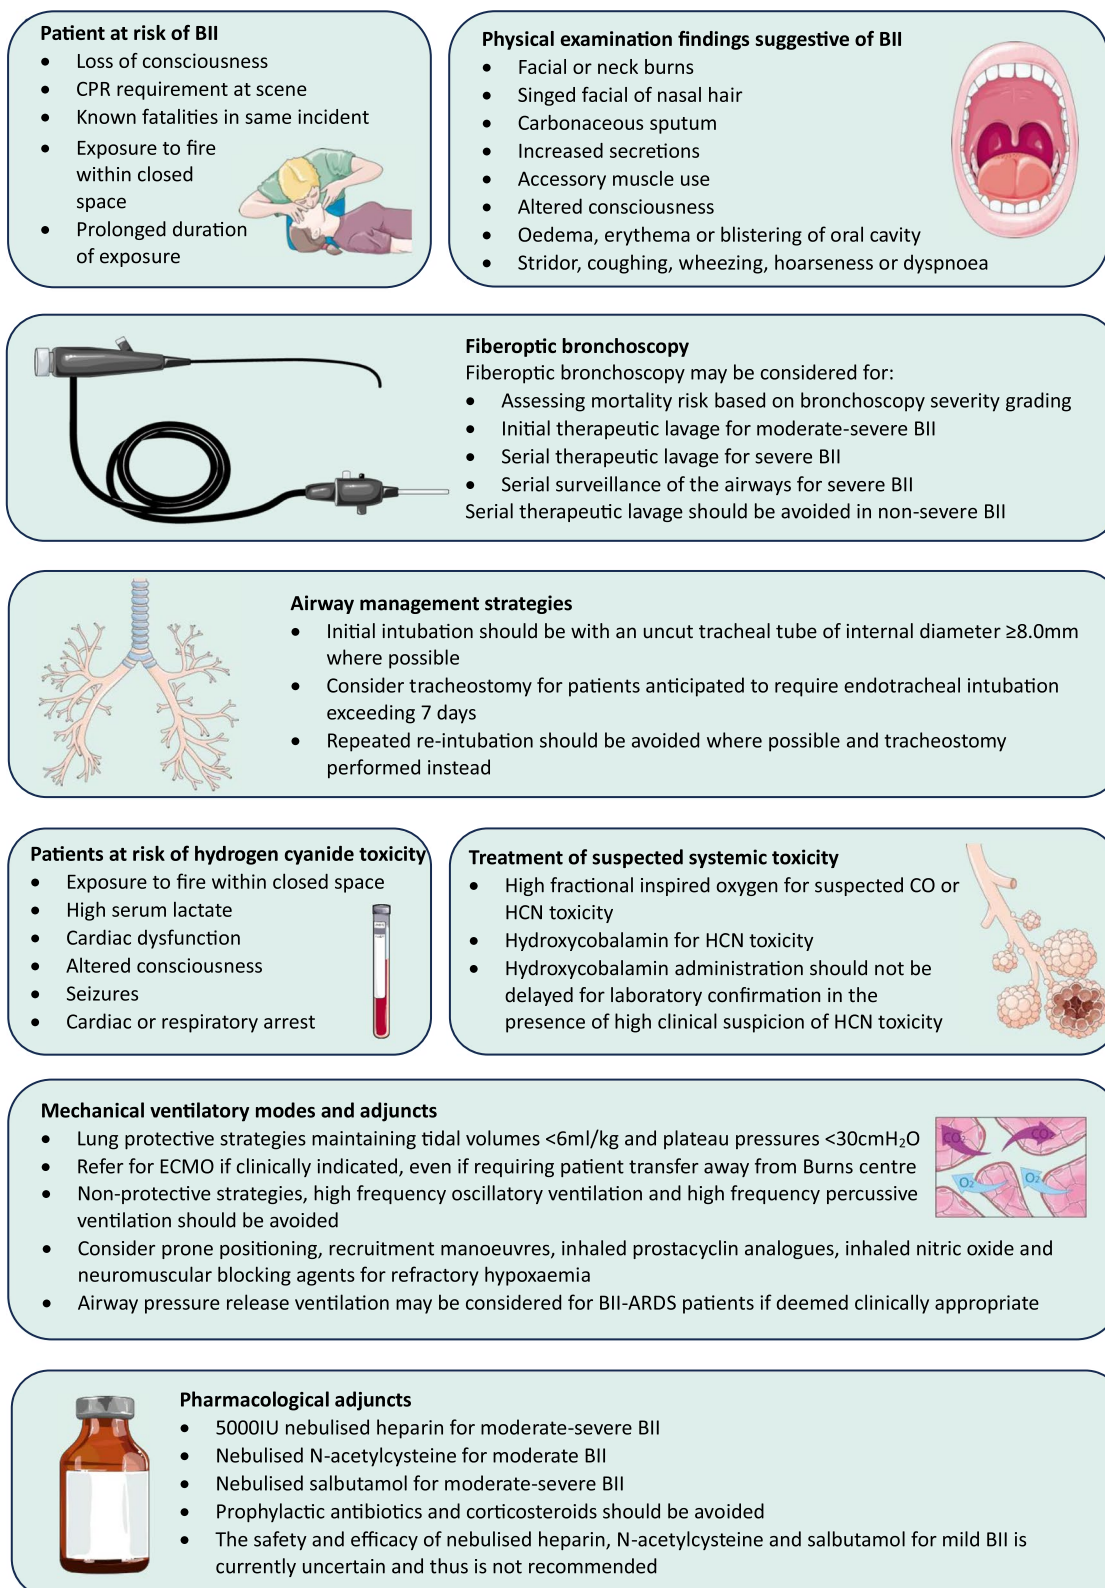 Patient at risk of BII
• Loss of consciousness
• CPR requirement at scene
• Known fatalities in same incident
• Exposure to fire
within closed
space
• Prolonged duration
of exposure
Physical examination findings suggestive of BII
• Facial or neck burns
• Singed facial of nasal hair
• Carbonaceous sputum
• Increased secretions
• Accessory muscle use
• Altered consciousness
• Oedema, erythema or blistering of oral cavity
• Stridor, coughing, wheezing, hoarseness or dyspnoea
Fiberoptic bronchoscopy
Fiberoptic bronchoscopy may be considered for:
• Assessing mortality risk based on bronchoscopy severity grading
• Initial therapeutic lavage for moderate-severe BII
• Serial therapeutic lavage for severe BII
• Serial surveillance of the airways for severe BII
Serial therapeutic lavage should be avoided in non-severe BII
Airway management strategies
• Initial intubation should be with an uncut tracheal tube of internal diameter ≥8.0mm
where possible
• Consider tracheostomy for patients anticipated to require endotracheal intubation
exceeding 7 days
• Repeated re-intubation should be avoided where possible and tracheostomy
performed instead
Patients at risk of hydrogen cyanide toxicity
• Exposure to fire within closed space
• High serum lactate
• Cardiac dysfunction
• Altered consciousness
• Seizures
• Cardiac or respiratory arrest
Treatment of suspected systemic toxicity
• High fractional inspired oxygen for suspected CO or
HCN toxicity
• Hydroxycobalamin for HCN toxicity
• Hydroxycobalamin administration should not be
delayed for laboratory confirmation in the
presence of high clinical suspicion of HCN toxicity
Mechanical ventilatory modes and adjuncts
• Lung protective strategies maintaining tidal volumes <6ml/kg and plateau pressures <30cmH₂O
• Refer for ECMO if clinically indicated, even if requiring patient transfer away from Burns centre
• Non-protective strategies, high frequency oscillatory ventilation and high frequency percussive
ventilation should be avoided
• Consider prone positioning, recruitment manoeuvres, inhaled prostacyclin analogues, inhaled nitric oxide and
neuromuscular blocking agents for refractory hypoxaemia
• Airway pressure release ventilation may be considered for BII-ARDS patients if deemed clinically appropriate
CO₂
CO₂
O₂
O₂
Pharmacological adjuncts
• 5000IU nebulised heparin for moderate-severe BII
• Nebulised N-acetylcysteine for moderate BII
• Nebulised salbutamol for moderate-severe BII
• Prophylactic antibiotics and corticosteroids should be avoided
• The safety and efficacy of nebulised heparin, N-acetylcysteine and salbutamol for mild BII is
currently uncertain and thus is not recommended